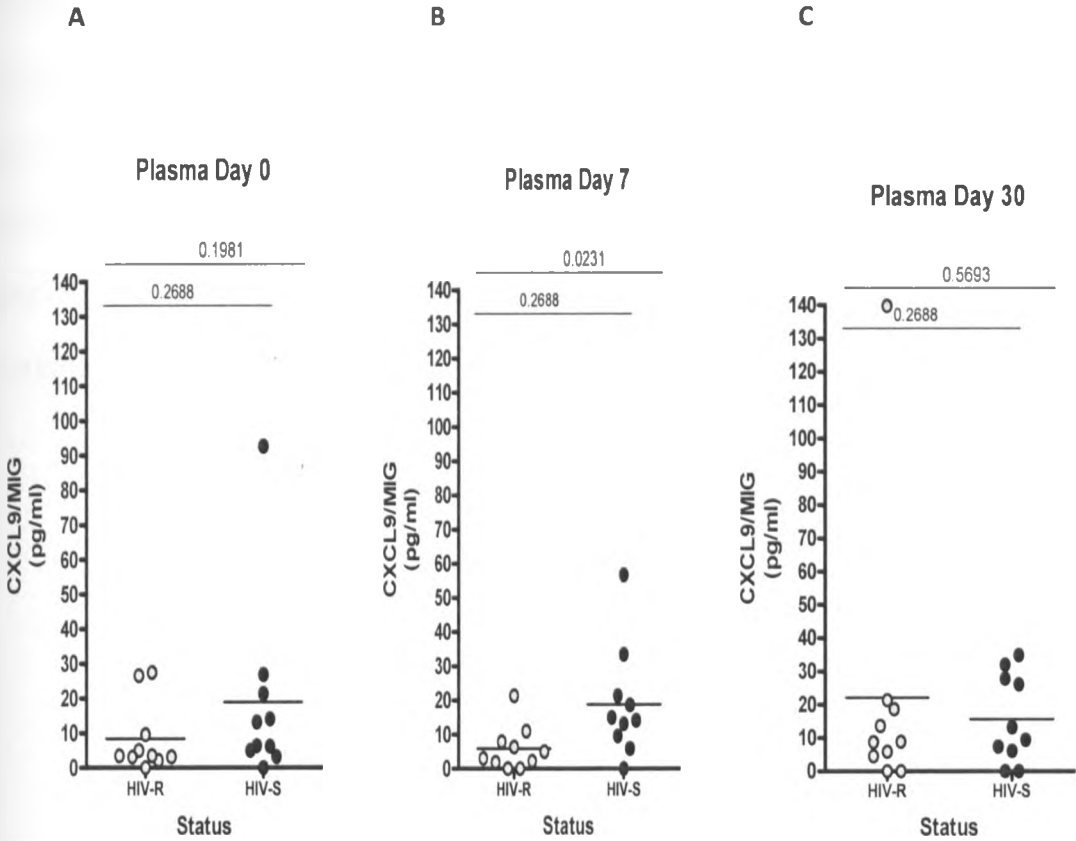 A
B
C
Plasma Day 0
0.1981
0.2688
140
130
120
110
100
90
80
70
60
50
40
30
20
10
0
CXCL9/MIG
(pg/ml)
HIV-R
HIV-S
Status
Plasma Day 7
0.0231
0.2688
140
130
120
110
100
90
80
70
60
50
40
30
20
10
0
CXCL9/MIG
(pg/ml)
HIV-R
HIV-S
Status
Plasma Day 30
0.5693
0.2688
140
130
120
110
100
90
80
70
60
50
40
30
20
10
0
CXCL9/MIG
(pg/ml)
HIV-R
HIV-S
Status